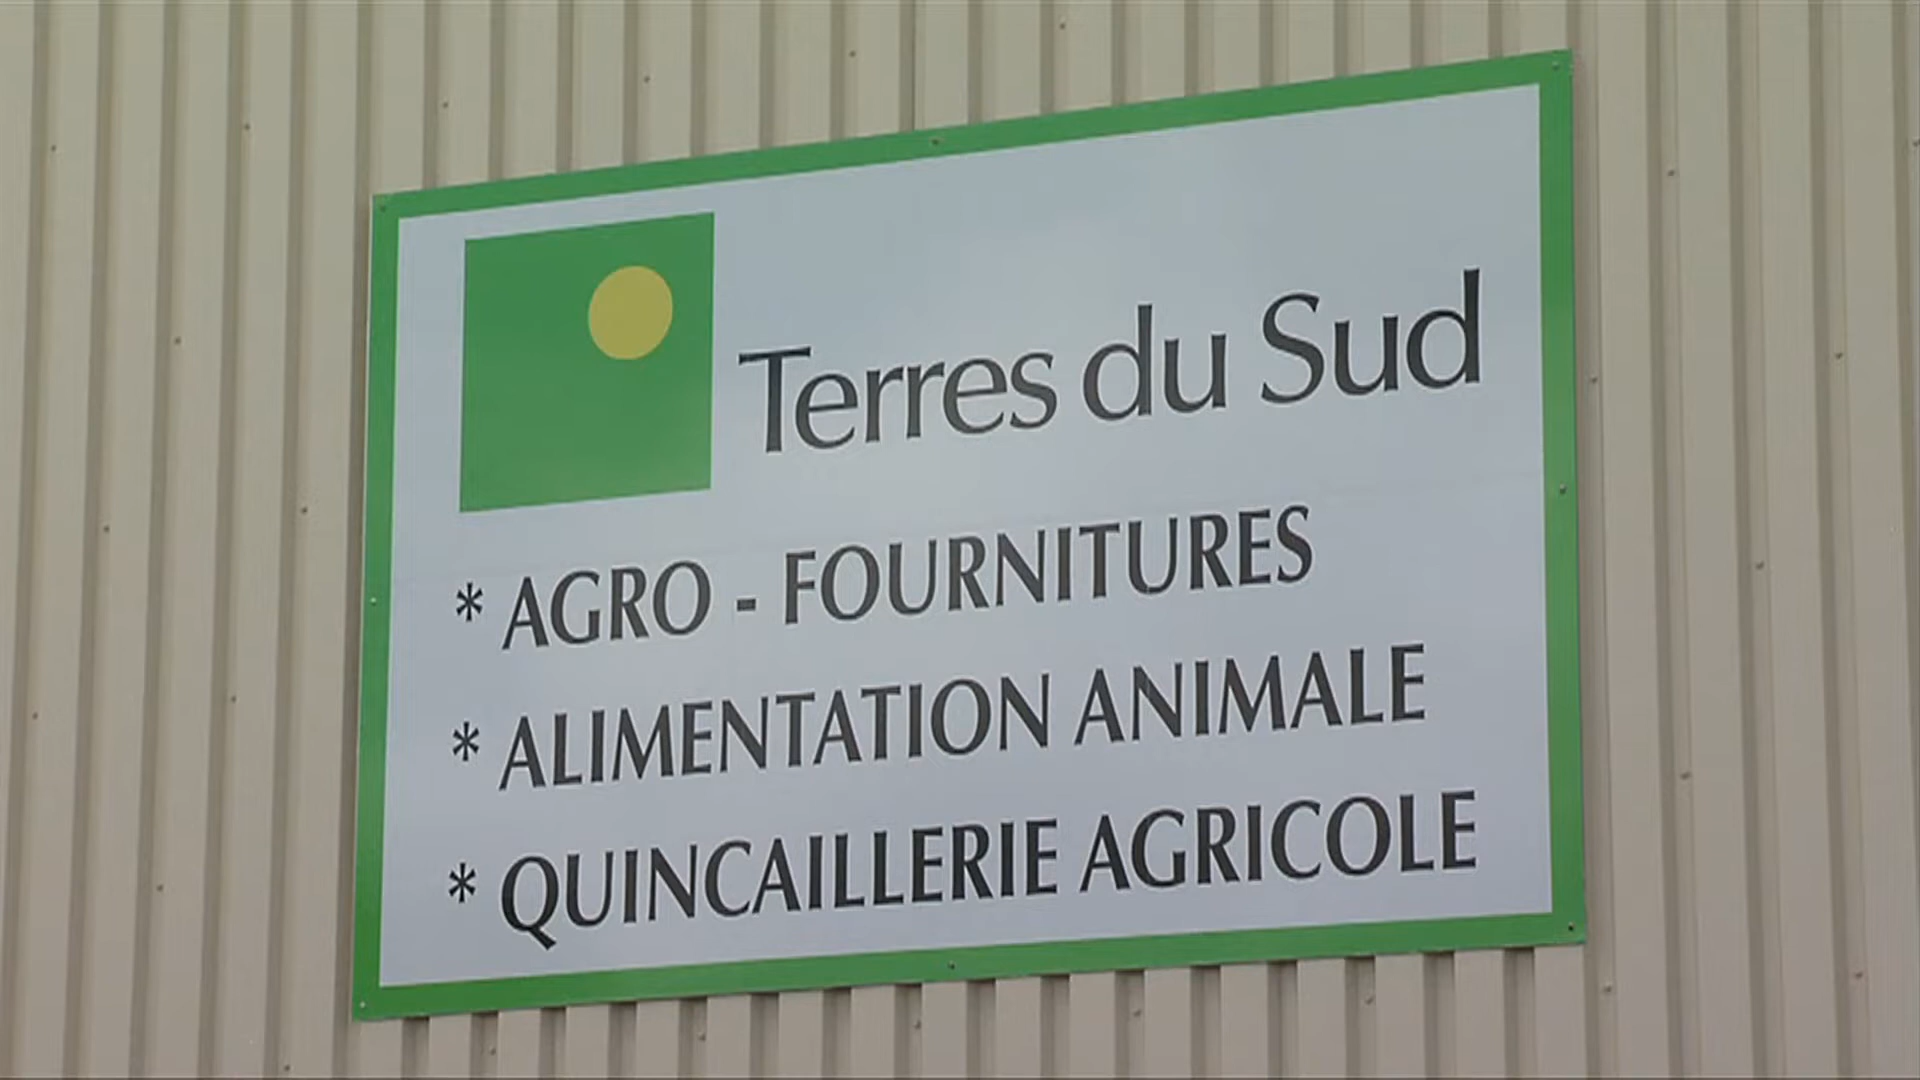 Terres du Sud
* AGRO - FOURNITURES
* ALIMENTATION ANIMALE
* QUINCAILLERIE AGRICOLE